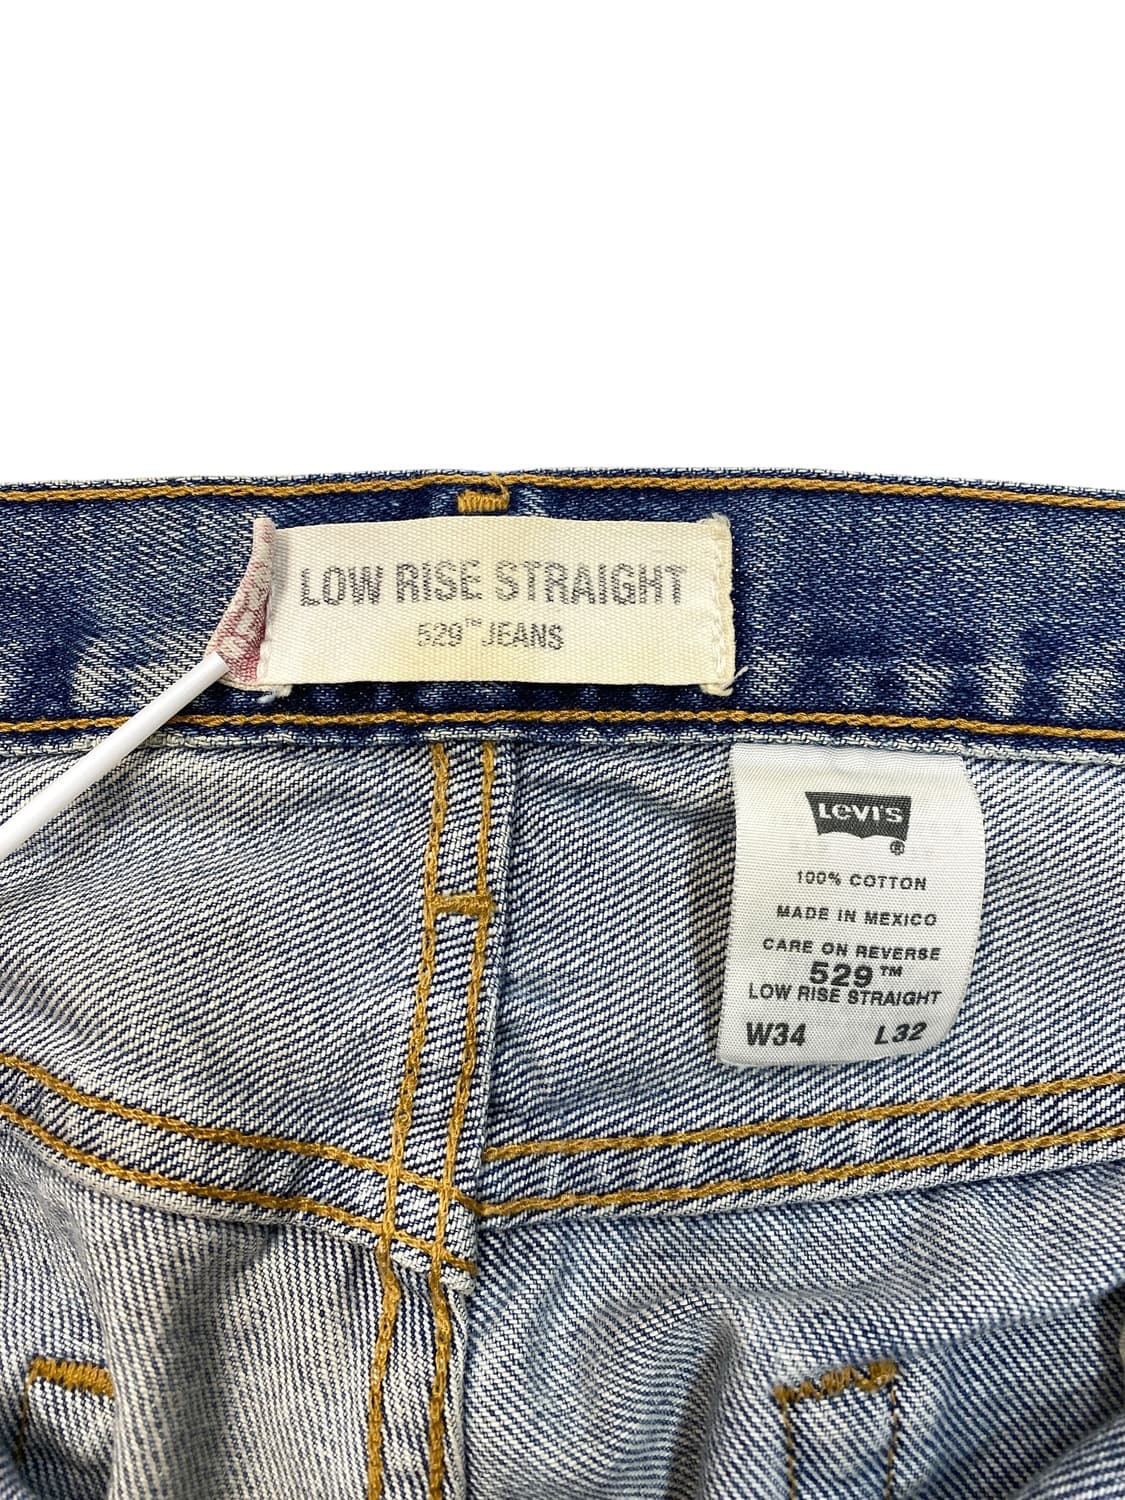 LOW RISE STRAIGHT
529™ JEANS
LEVI'S
®
100% COTTON
MADE IN MEXICO
CARE ON REVERSE
529™
LOW RISE STRAIGHT
W34 L32